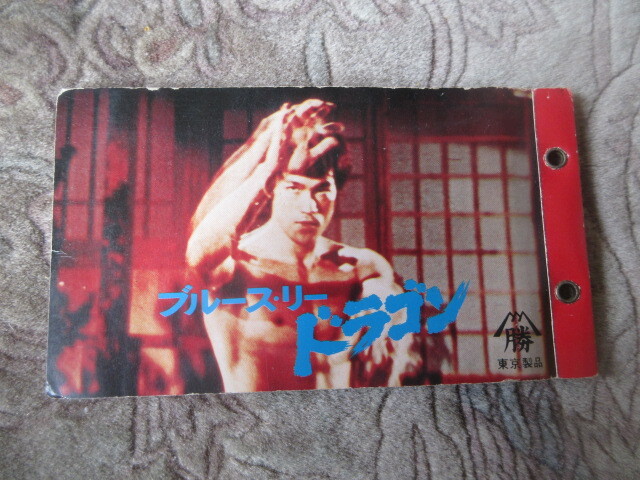 ブルース・リー
ドラゴン
勝
東京製品